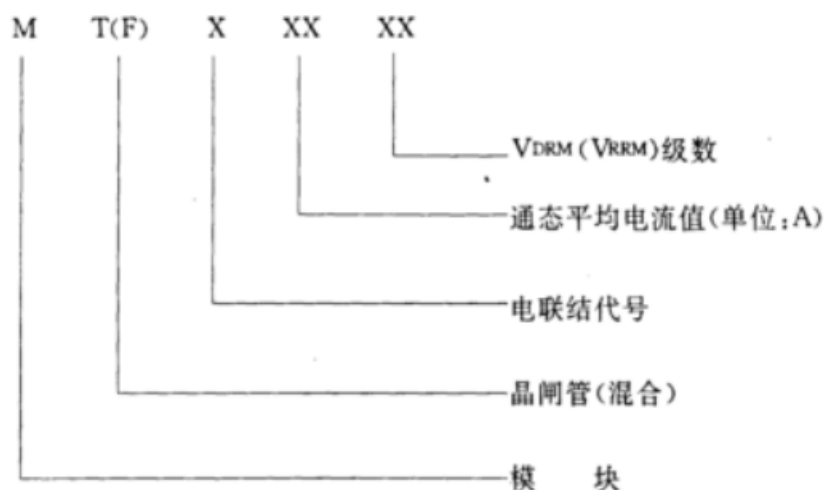 M T(F) X XX XX
VDRM(VRRM)级数
通态平均电流值(单位:A)
电联结代号
晶闸管(混合)
模 块